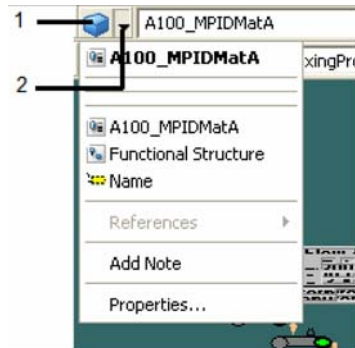 1
A100_MPIDMatA
2
A100_MPIDMatA
xingPr
A100_MPIDMatA
Functional Structure
Name
References
Add Note
Properties...